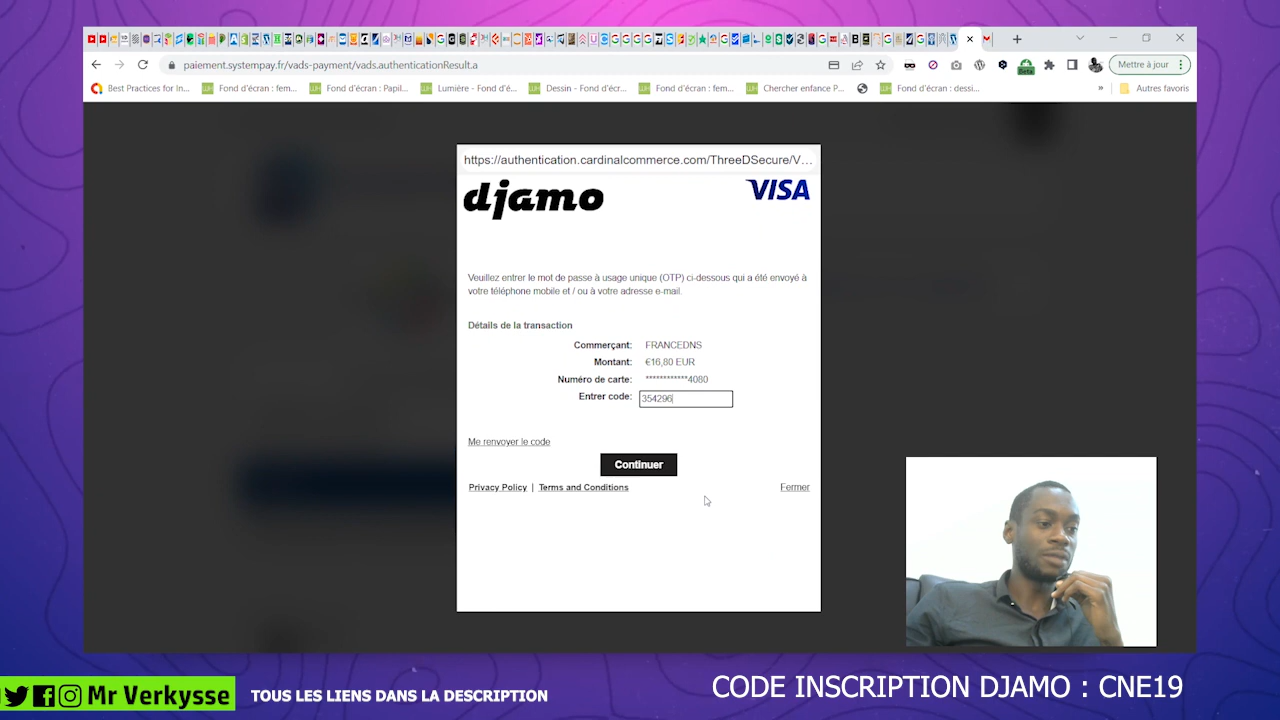 paiement.systempay.fr/vads-payment/vads.authenticationResult.a
Mettre à jour
Best Practices for In...
Fond d'écran : fem...
Fond d'écran : Papil...
Lumière - Fond d'é...
Dessin - Fond d'écr...
Fond d'écran : fem...
Chercher enfance P...
Fond d'écran : dessi...
»
Autres favoris
https://authentication.cardinalcommerce.com/ThreeDSecure/V...
djamo
VISA
Veuillez entrer le mot de passe à usage unique (OTP) ci-dessous qui a été envoyé à
votre téléphone mobile et / ou à votre adresse e-mail.
Détails de la transaction
Commerçant: FRANCEDNS
Montant: €16,80 EUR
Numéro de carte: ************4080
Entrer code: 354296
Me renvoyer le code
Continuer
Privacy Policy | Terms and Conditions
Fermer
Mr Verkysse
TOUS LES LIENS DANS LA DESCRIPTION
CODE INSCRIPTION DJAMO : CNE19